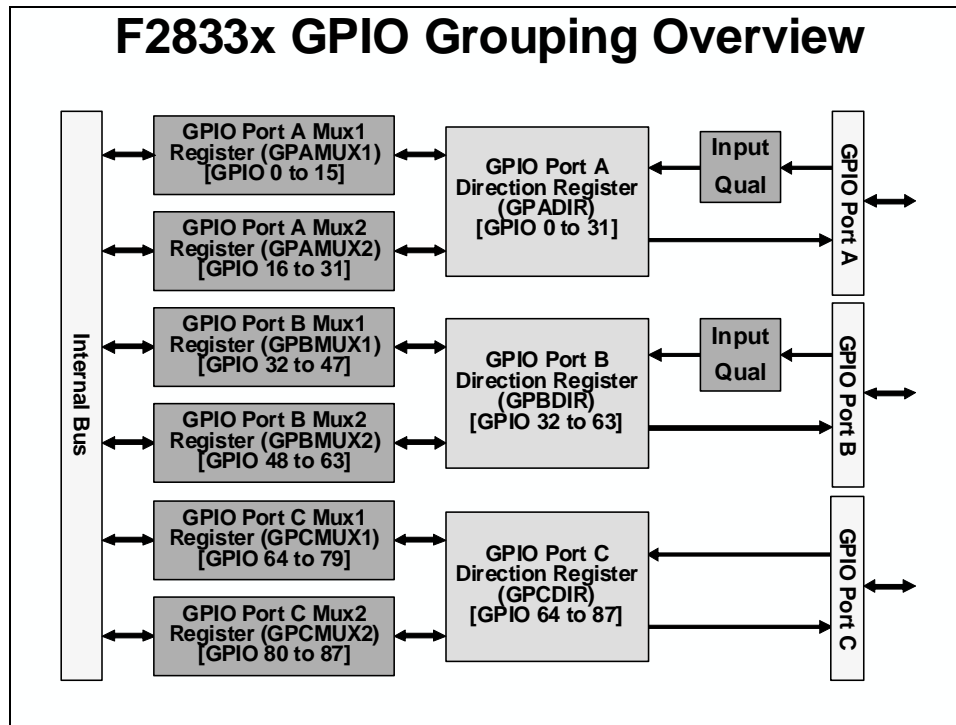 F2833x GPIO Grouping Overview
Internal Bus
GPIO Port A Mux1
Register (GPAMUX1)
[GPIO 0 to 15]
GPIO Port A Mux2
Register (GPAMUX2)
[GPIO 16 to 31]
GPIO Port A
Direction Register
(GPADIR)
[GPIO 0 to 31]
Input
Qual
GPIO Port A
GPIO Port B Mux1
Register (GPBMUX1)
[GPIO 32 to 47]
GPIO Port B Mux2
Register (GPBMUX2)
[GPIO 48 to 63]
GPIO Port B
Direction Register
(GPBDIR)
[GPIO 32 to 63]
Input
Qual
GPIO Port B
GPIO Port C Mux1
Register (GPCMUX1)
[GPIO 64 to 79]
GPIO Port C Mux2
Register (GPCMUX2)
[GPIO 80 to 87]
GPIO Port C
Direction Register
(GPCDIR)
[GPIO 64 to 87]
GPIO Port C